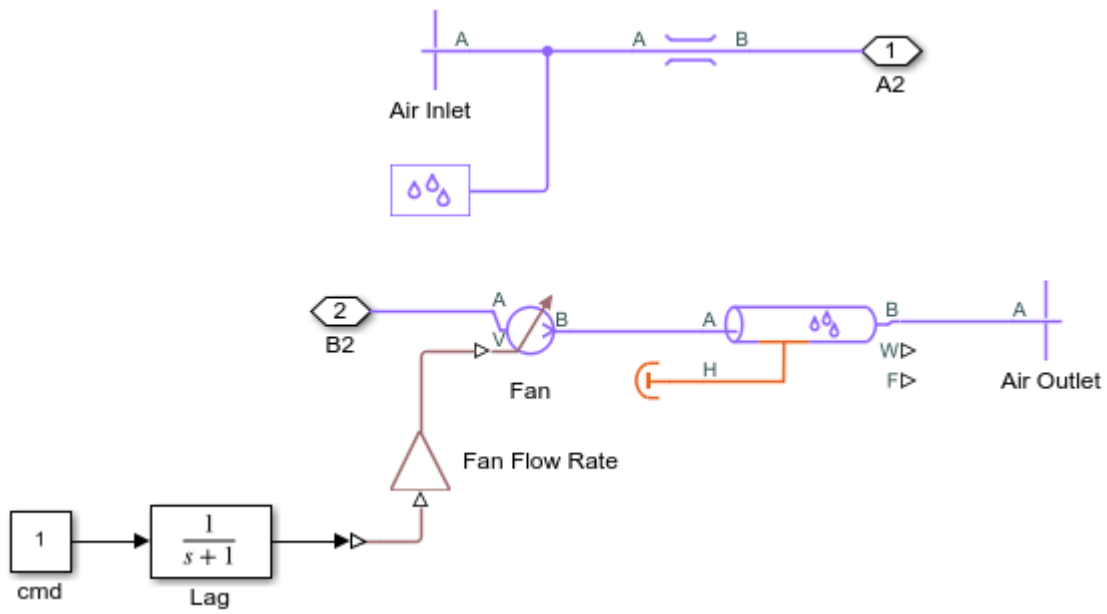 A A B 1
A2
Air Inlet
2 A B A B A
B2 V W
H F
Fan Air Outlet
Fan Flow Rate
1 1
s + 1
cmd Lag